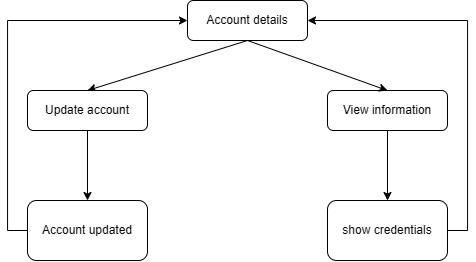 Account details
Update account
View information
Account updated
show credentials